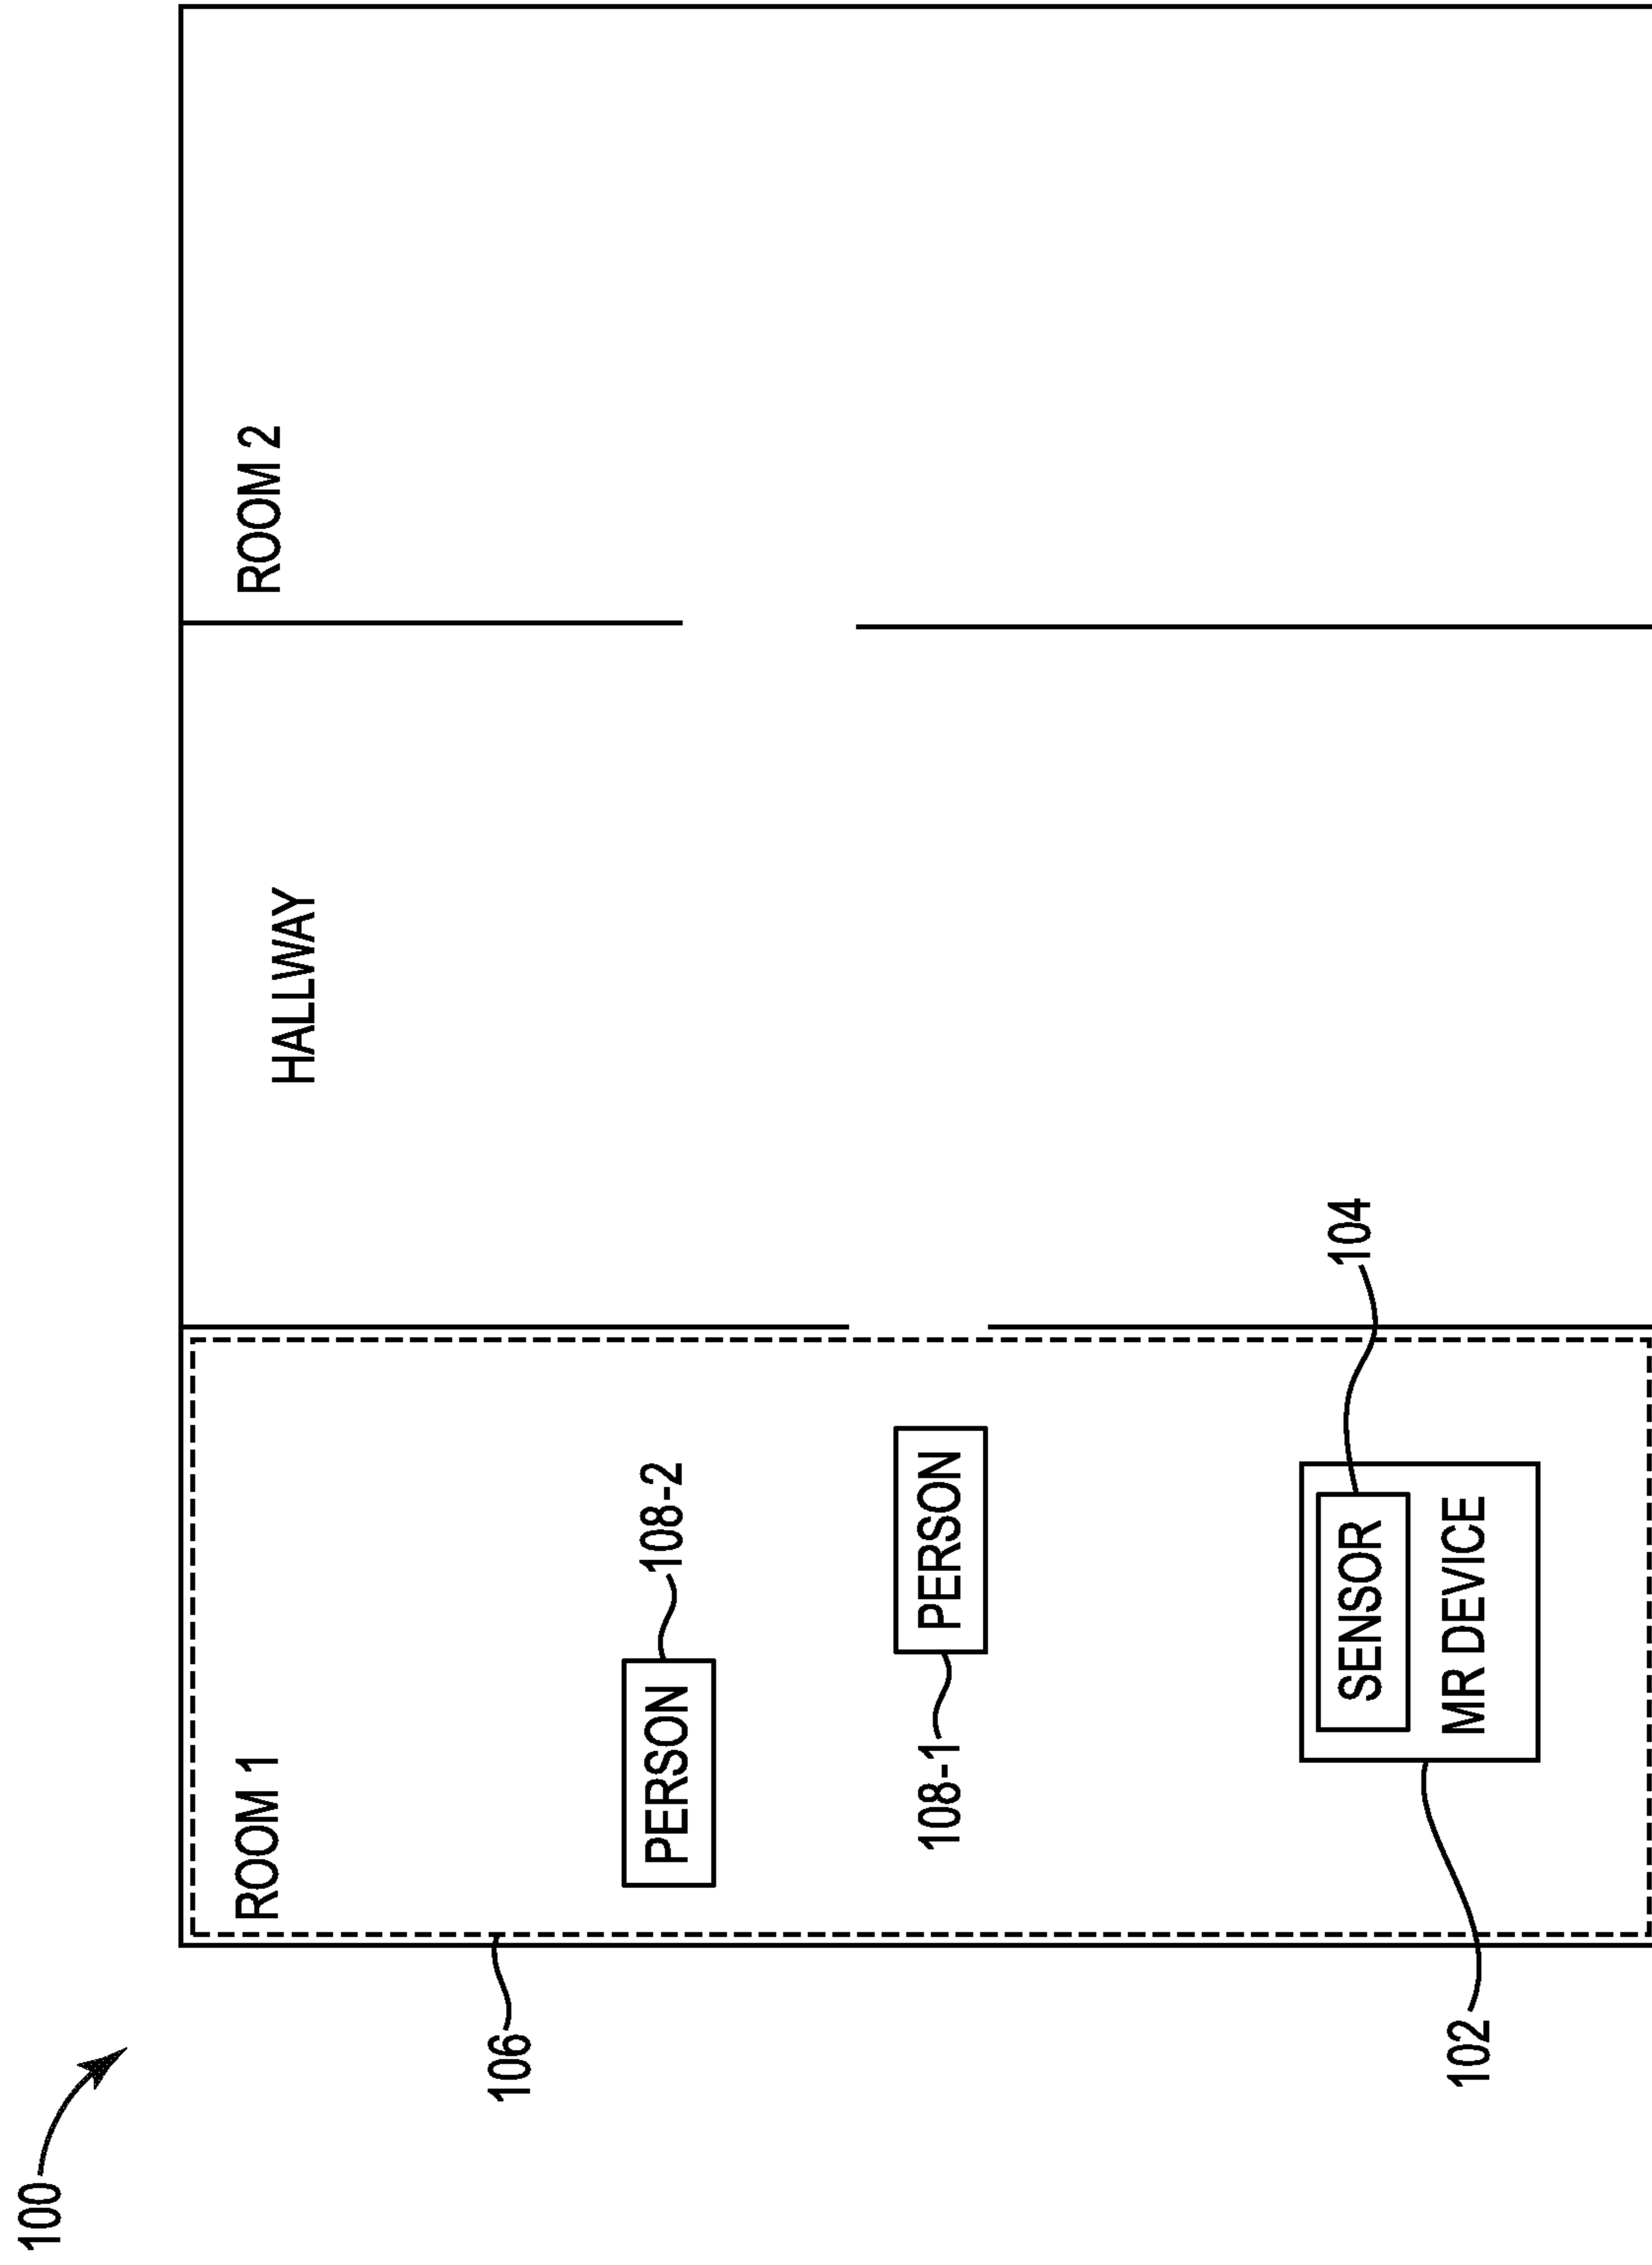 100
106
ROOM 1
HALLWAY
ROOM 2
PERSON
108-2
108-1
PERSON
102
SENSOR
MR DEVICE
104